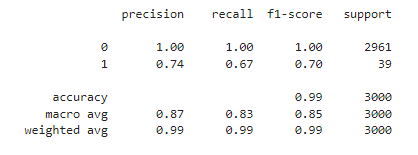 precision recall f1-score support
0 1.00 1.00 1.00 2961
1 0.74 0.67 0.70 39
accuracy 0.99 3000
macro avg 0.87 0.83 0.85 3000
weighted avg 0.99 0.99 0.99 3000